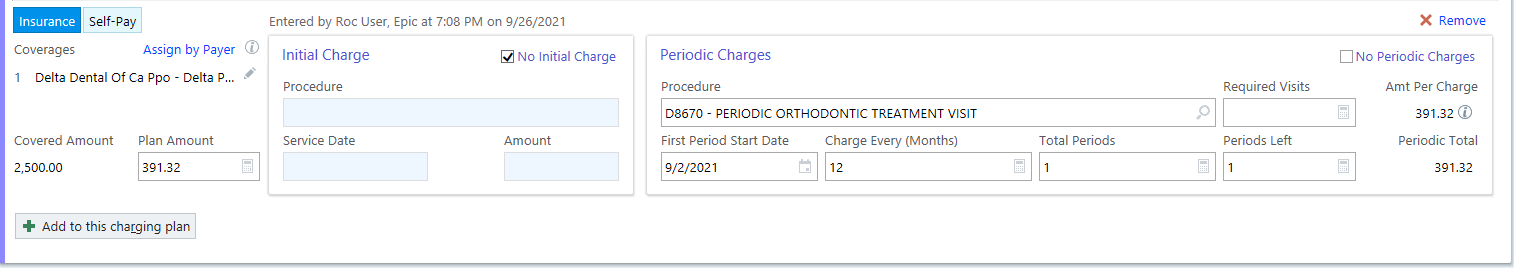 Insurance Self-Pay Entered by Roc User, Epic at 7:08 PM on 9/26/2021 Remove
Coverages Assign by Payer
1 Delta Dental Of Ca Ppo - Delta P...
Covered Amount Plan Amount
2,500.00 391.32
Initial Charge No Initial Charge
Procedure
Service Date Amount
Periodic Charges No Periodic Charges
Procedure Required Visits Amt Per Charge
D8670 - PERIODIC ORTHODONTIC TREATMENT VISIT 391.32
First Period Start Date Charge Every (Months) Total Periods Periods Left Periodic Total
9/2/2021 12 1 1 391.32
Add to this charging plan